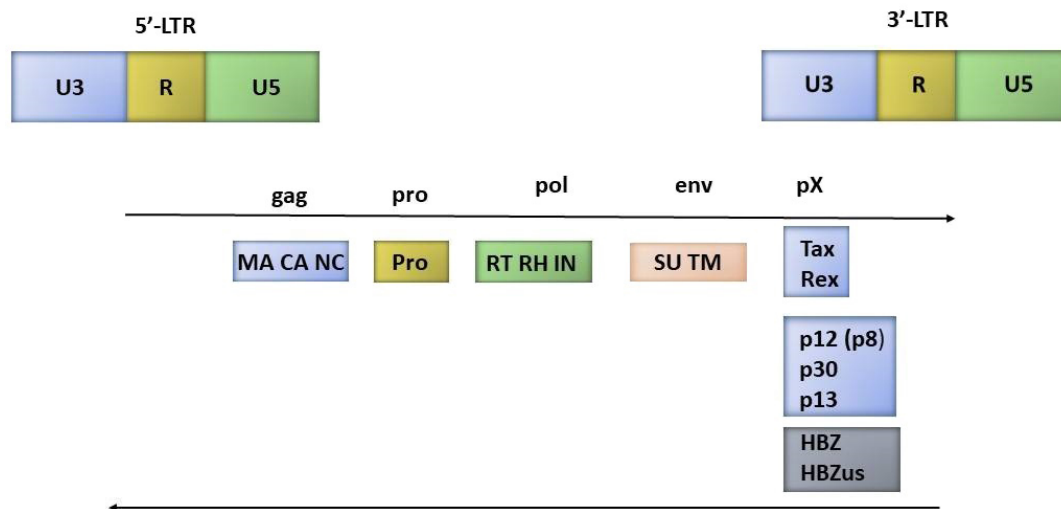 5’-LTR
3’-LTR
U3 R U5
U3 R U5
gag pro pol env pX
MA CA NC
Pro
RT RH IN
SU TM
Tax
Rex
p12 (p8)
p30
p13
HBZ
HBZus